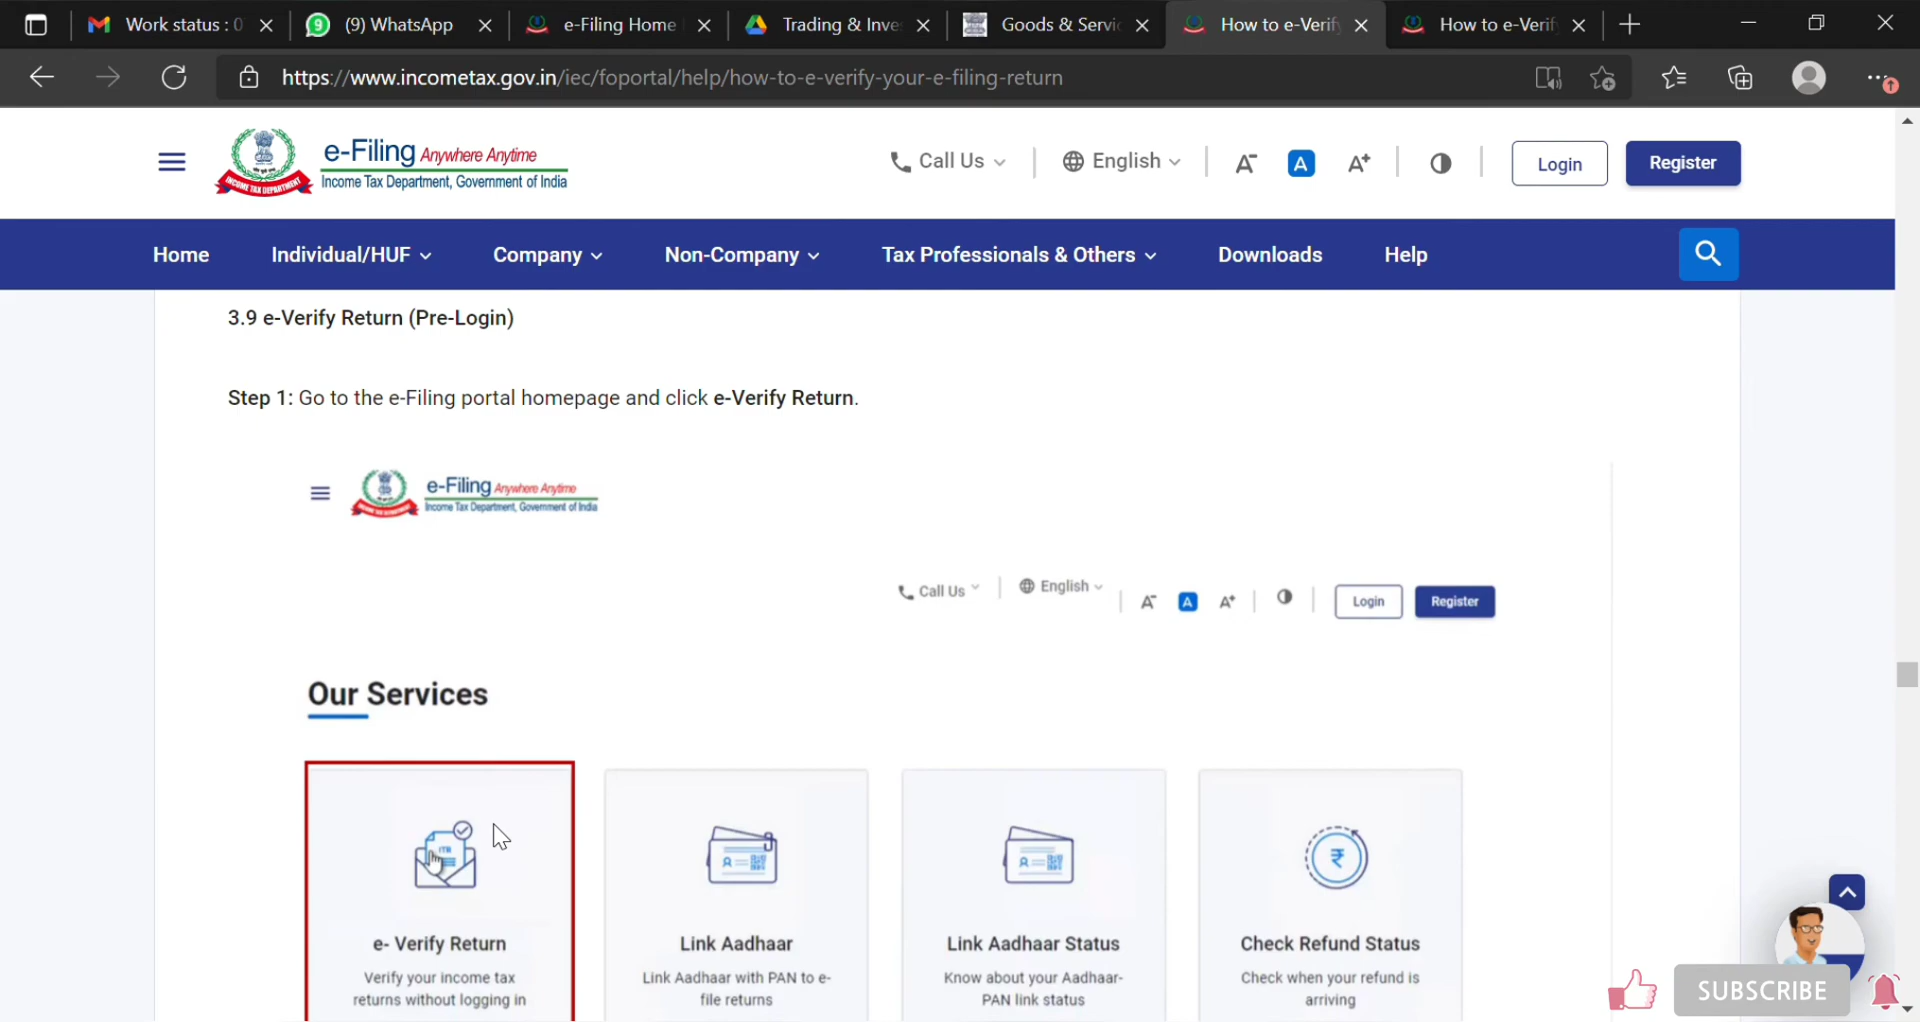 Work status : 0
(9) WhatsApp
e-Filing Home
Trading & Inve
Goods & Servic
How to e-Verify
How to e-Verif
https://www.incometax.gov.in/iec/foportal/help/how-to-e-verify-your-e-filing-return
e-Filing Anywhere Anytime
Income Tax Department, Government of India
INCOME TAX DEPARTMENT
Call Us
English
A-
A
A+
Login
Register
Home
Individual/HUF
Company
Non-Company
Tax Professionals & Others
Downloads
Help
3.9 e-Verify Return (Pre-Login)
Step 1: Go to the e-Filing portal homepage and click e-Verify Return.
e-Filing Anywhere Anytime
Income Tax Department, Government of India
Call Us
English
A-
A
A+
Login
Register
Our Services
ITR
e- Verify Return
Verify your income tax
returns without logging in
Link Aadhaar
Link Aadhaar with PAN to e-
file returns
Link Aadhaar Status
Know about your Aadhaar-
PAN link status
₹
Check Refund Status
Check when your refund is
arriving
SUBSCRIBE